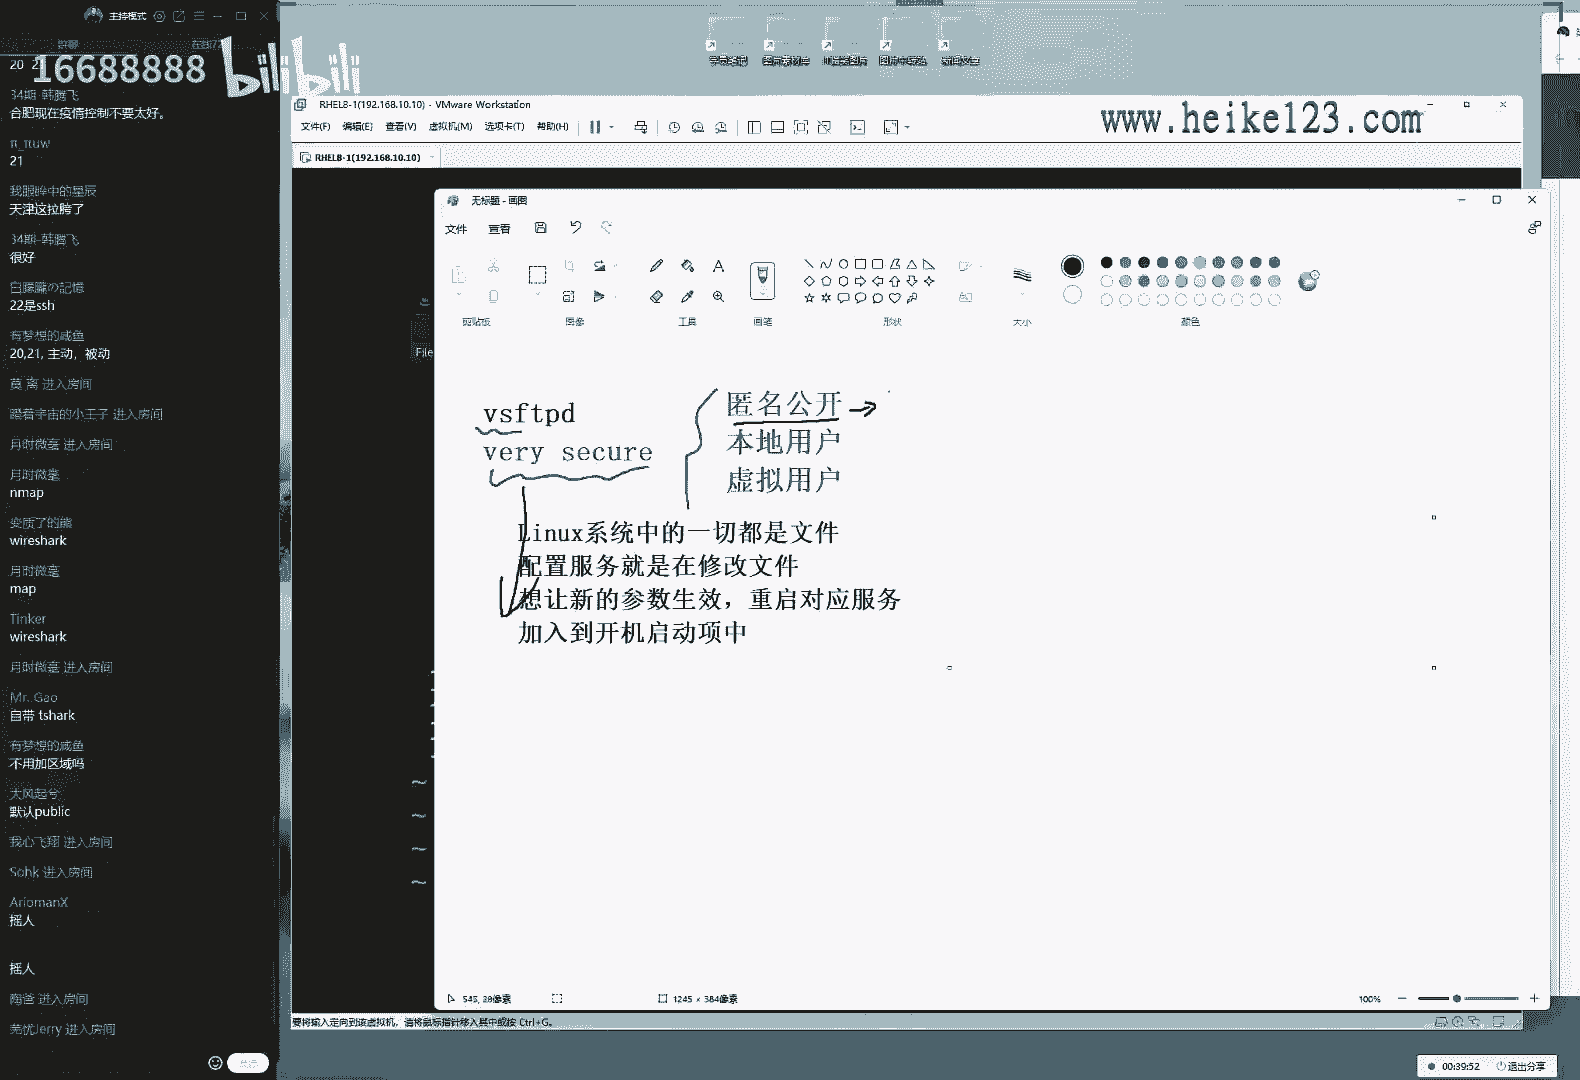 主持模式
20 21
16688888
bilibili
34期-韩腾飞
合肥现在疫情控制不要太好。
21
我眼眸中的星辰
天津这拉胯了
34期-韩腾飞
很好
22是ssh
有梦想的咸鱼
20,21, 主动，被动
莫 离 进入房间
瞒着宇宙的小王子 进入房间
月时微毫 进入房间
月时微毫
nmap
变质了的熊
wireshark
月时微毫
map
Tinker
wireshark
月时微毫 进入房间
Mr. Gao
自带 tshark
有梦想的咸鱼
不用加区域吗
大风起兮
默认public
我心飞翔 进入房间
Sohk 进入房间
AriomanX
摇人
摇人
陶爸 进入房间
无忧Jerry 进入房间
RHEL8-1(192.168.10.10) - VMware Workstation
文件(F) 编辑(E) 查看(V) 虚拟机(M) 选项卡(T) 帮助(H)
www.heike123.com
RHEL8-1(192.168.10.10)
无标题 - 画图
文件 查看
剪贴板 图像 工具 画笔 形状 大小 颜色
File
vsftpd
very secure
匿名公开
本地用户
虚拟用户
Linux系统中的一切都是文件
配置服务就是在修改文件
想让新的参数生效，重启对应服务
加入到开机启动项中
545, 28像素
1245 × 384像素
100%
要将输入定向到该虚拟机，请将鼠标指针移入其中或按 Ctrl+G。
00:39:52 退出分享